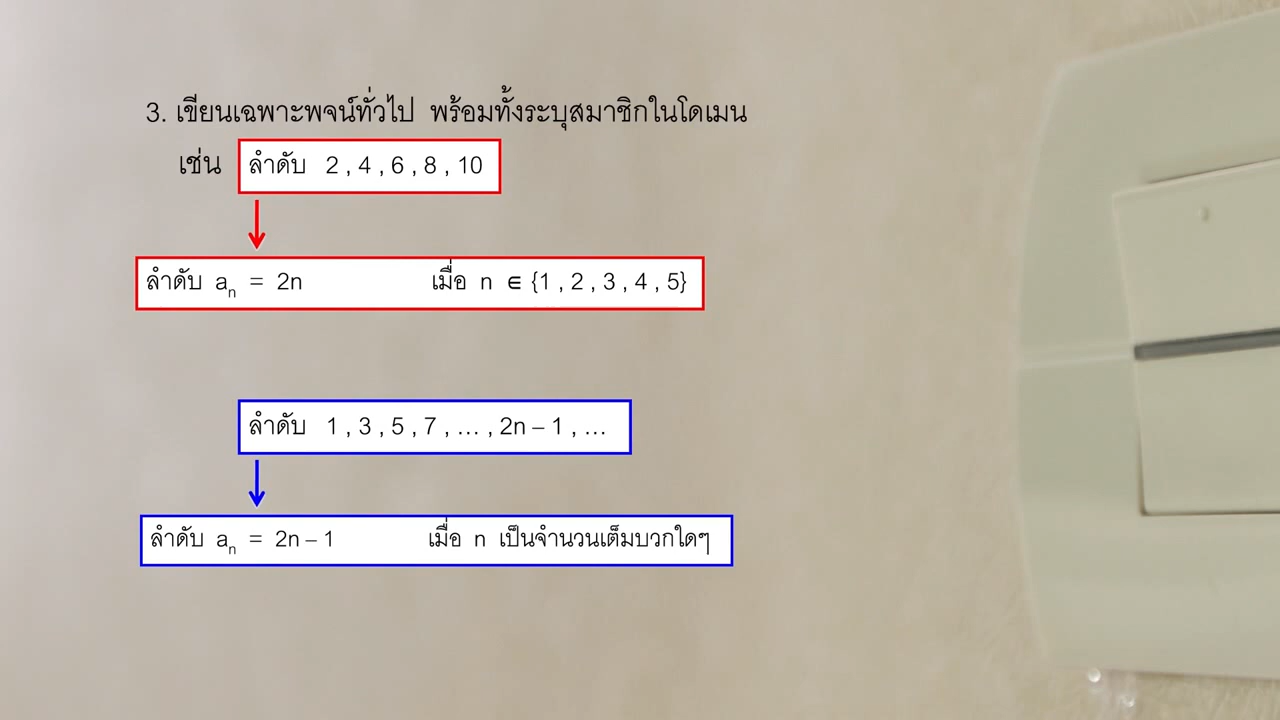 3. เขียนเฉพาะพจน์ทั่วไป พร้อมทั้งระบุสมาชิกในโดเมน
เช่น ลำดับ 2 , 4 , 6 , 8 , 10
ลำดับ aₙ = 2n เมื่อ n ∈ {1 , 2 , 3 , 4 , 5}
ลำดับ 1 , 3 , 5 , 7 , … , 2n – 1 , …
ลำดับ aₙ = 2n – 1 เมื่อ n เป็นจำนวนเต็มบวกใดๆ